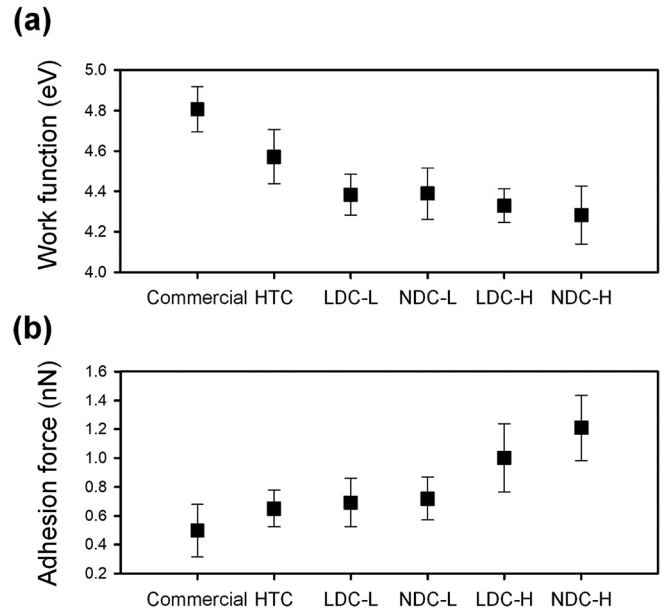 (a)
Work function (eV)
5.0
4.8
4.6
4.4
4.2
4.0
Commercial HTC LDC-L NDC-L LDC-H NDC-H
(b)
Adhesion force (nN)
1.6
1.4
1.2
1.0
0.8
0.6
0.4
0.2
Commercial HTC LDC-L NDC-L LDC-H NDC-H